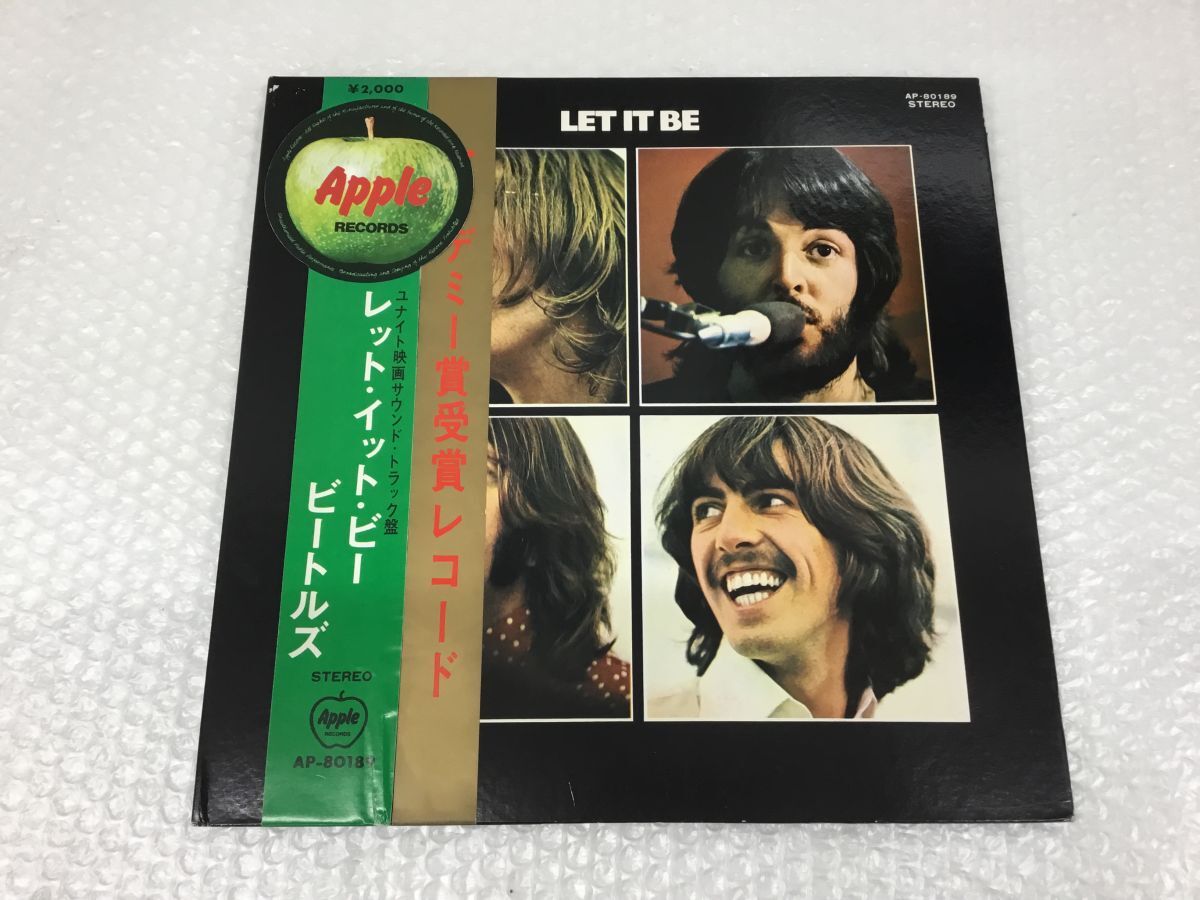 ¥2,000
Apple
RECORDS
LET IT BE
AP-80189
STEREO
デミー賞受賞レコード
ユナイト映画サウンド・トラック盤
レット・イット・ビー
ビートルズ
STEREO
Apple
RECORDS
AP-80189